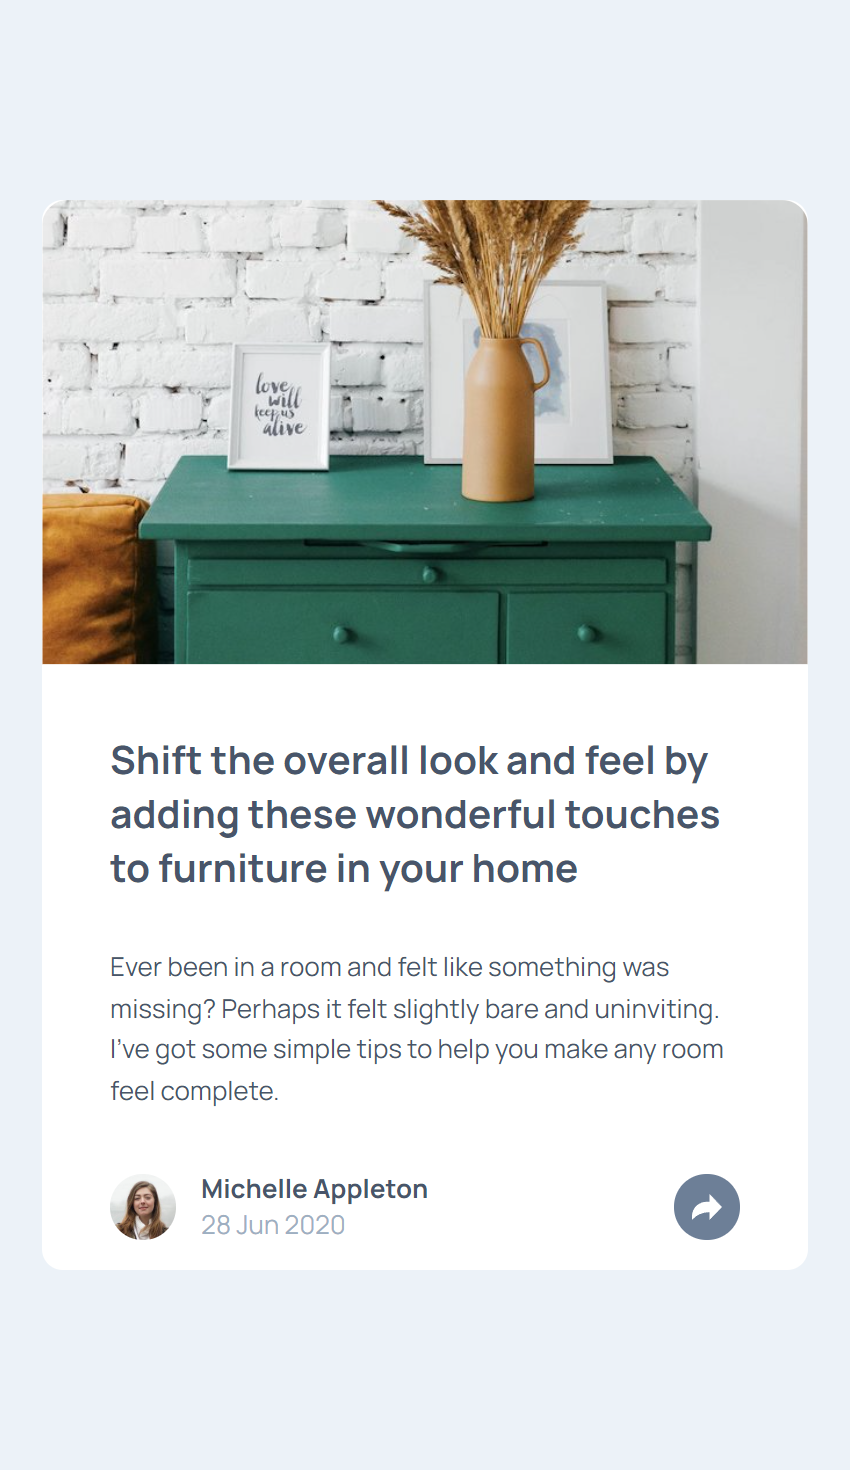 love
will
keep us
alive
Shift the overall look and feel by
adding these wonderful touches
to furniture in your home
Ever been in a room and felt like something was
missing? Perhaps it felt slightly bare and uninviting.
I’ve got some simple tips to help you make any room
feel complete.
Michelle Appleton
28 Jun 2020